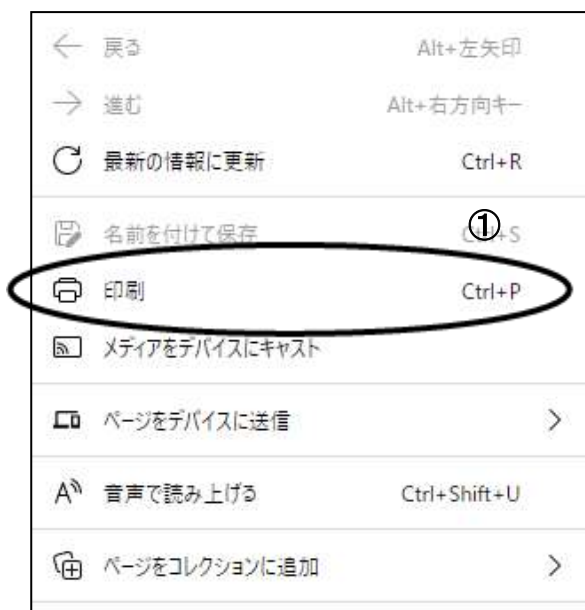 戻る Alt+左矢印
進む Alt+右方向キー
最新の情報に更新 Ctrl+R
①
名前を付けて保存 Ctrl+S
印刷 Ctrl+P
メディアをデバイスにキャスト
ページをデバイスに送信
音声で読み上げる Ctrl+Shift+U
ページをコレクションに追加